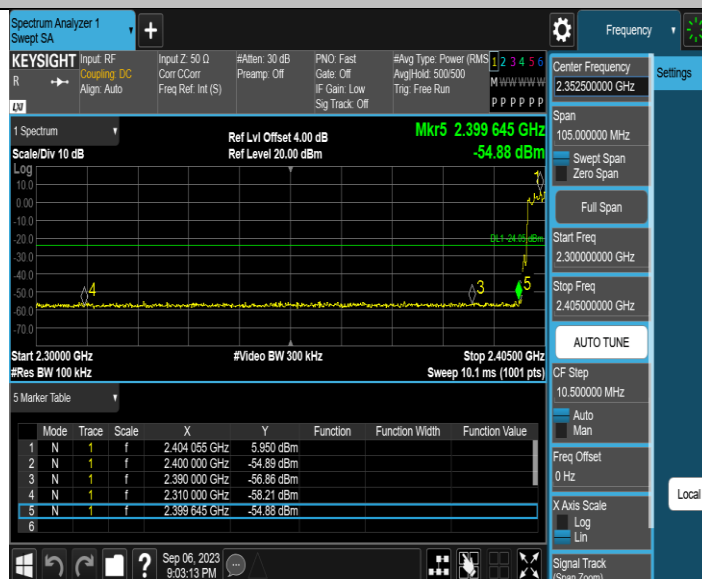 Spectrum Analyzer 1
Swept SA
+
Frequency
KEYSIGHT
Input: RF
Input Z: 50 Ω
#Atten: 30 dB
PNO: Fast
#Avg Type: Power (RMS
1 2 3 4 5 6
R
Coupling: DC
Corr CCorr
Preamp: Off
Gate: Off
Avg|Hold: 500/500
M W W W W W
Align: Auto
Freq Ref: Int (S)
IF Gain: Low
Trig: Free Run
Sig Track: Off
P P P P P P
LXI
1 Spectrum
Ref Lvl Offset 4.00 dB
Mkr5 2.399 645 GHz
Scale/Div 10 dB
Ref Level 20.00 dBm
-54.88 dBm
Log
10.0
0.00
-10.0
-20.0
-30.0
-40.0
-50.0
-60.0
-70.0
1
DL1 -24.05 dBm
4
3
5
Start 2.30000 GHz
#Video BW 300 kHz
Stop 2.40500 GHz
#Res BW 100 kHz
Sweep 10.1 ms (1001 pts)
5 Marker Table
Mode Trace Scale X Y Function Function Width Function Value
1 N 1 f 2.404 055 GHz 5.950 dBm
2 N 1 f 2.400 000 GHz -54.89 dBm
3 N 1 f 2.390 000 GHz -56.86 dBm
4 N 1 f 2.310 000 GHz -58.21 dBm
5 N 1 f 2.399 645 GHz -54.88 dBm
6
?
Sep 06, 2023
9:03:13 PM
Center Frequency
2.352500000 GHz
Settings
Span
105.000000 MHz
Swept Span
Zero Span
Full Span
Start Freq
2.300000000 GHz
Stop Freq
2.405000000 GHz
AUTO TUNE
CF Step
10.500000 MHz
Auto
Man
Freq Offset
0 Hz
Local
X Axis Scale
Log
Lin
Signal Track
(Span Zoom)